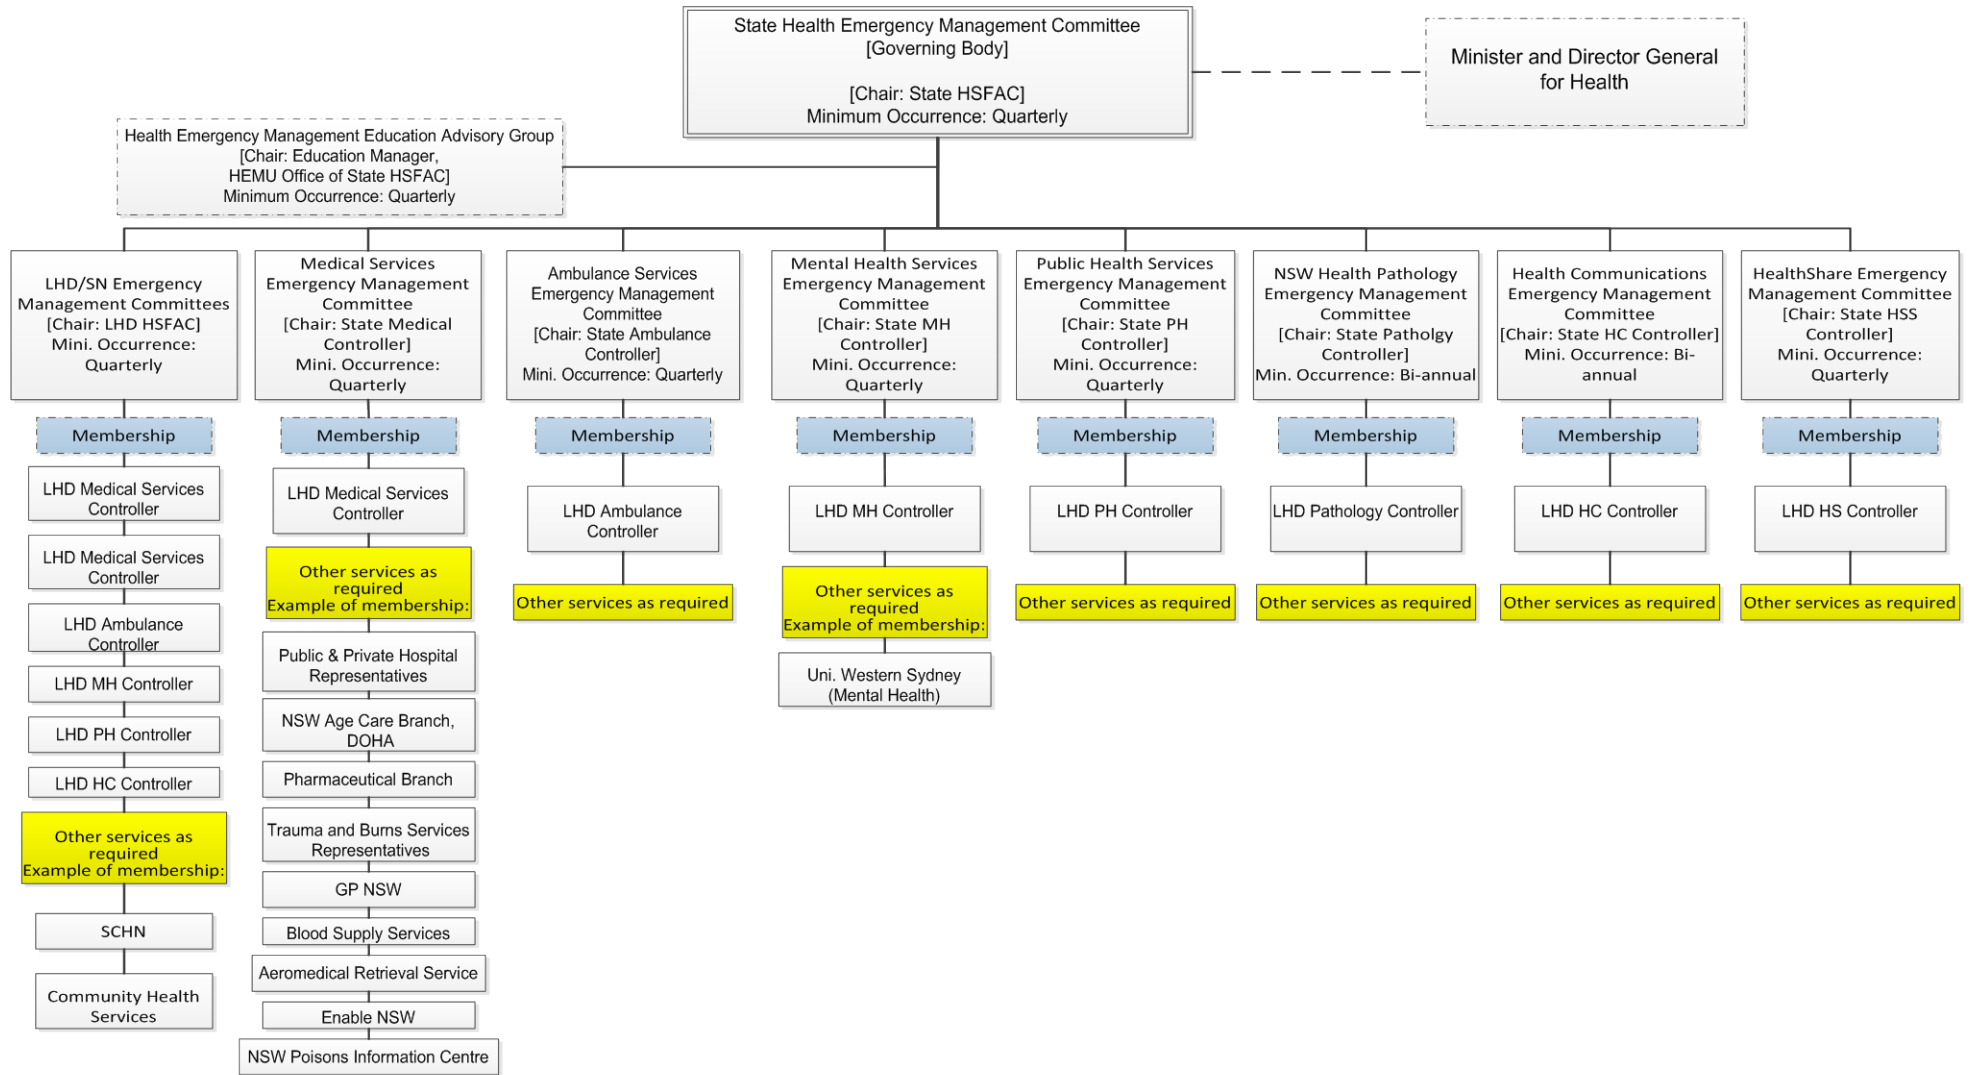 State Health Emergency Management Committee
[Governing Body]
[Chair: State HSFAC]
Minimum Occurrence: Quarterly
Minister and Director General
for Health
Health Emergency Management Education Advisory Group
[Chair: Education Manager,
HEMU Office of State HSFAC]
Minimum Occurrence: Quarterly
LHD/SN Emergency
Management Committees
[Chair: LHD HSFAC]
Mini. Occurrence:
Quarterly
Membership
LHD Medical Services
Controller
LHD Medical Services
Controller
LHD Ambulance
Controller
LHD MH Controller
LHD PH Controller
LHD HC Controller
Other services as
required
Example of membership:
SCHN
Community Health
Services
Medical Services
Emergency Management
Committee
[Chair: State Medical
Controller]
Mini. Occurrence:
Quarterly
Membership
LHD Medical Services
Controller
Other services as
required
Example of membership:
Public & Private Hospital
Representatives
NSW Age Care Branch,
DOHA
Pharmaceutical Branch
Trauma and Burns Services
Representatives
GP NSW
Blood Supply Services
Aeromedical Retrieval Service
Enable NSW
NSW Poisons Information Centre
Ambulance Services
Emergency Management
Committee
[Chair: State Ambulance
Controller]
Mini. Occurrence: Quarterly
Membership
LHD Ambulance
Controller
Other services as required
Mental Health Services
Emergency Management
Committee
[Chair: State MH
Controller]
Mini. Occurrence:
Quarterly
Membership
LHD MH Controller
Other services as
required
Example of membership:
Uni. Western Sydney
(Mental Health)
Public Health Services
Emergency Management
Committee
[Chair: State PH
Controller]
Mini. Occurrence:
Quarterly
Membership
LHD PH Controller
Other services as required
NSW Health Pathology
Emergency Management
Committee
[Chair: State Patholgy
Controller]
Min. Occurrence: Bi-annual
Membership
LHD Pathology Controller
Other services as required
Health Communications
Emergency Management
Committee
[Chair: State HC Controller]
Mini. Occurrence: Bi-
annual
Membership
LHD HC Controller
Other services as required
HealthShare Emergency
Management Committee
[Chair: State HSS
Controller]
Mini. Occurrence:
Quarterly
Membership
LHD HS Controller
Other services as required